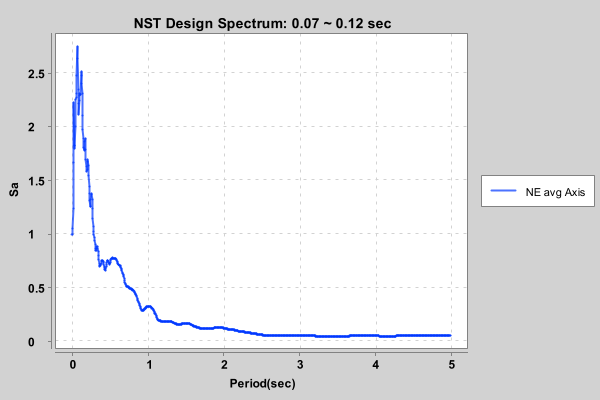 NST Design Spectrum: 0.07 ~ 0.12 sec
2.5
2
1.5
1
0.5
0
Sa
0 1 2 3 4 5
Period(sec)
NE avg Axis